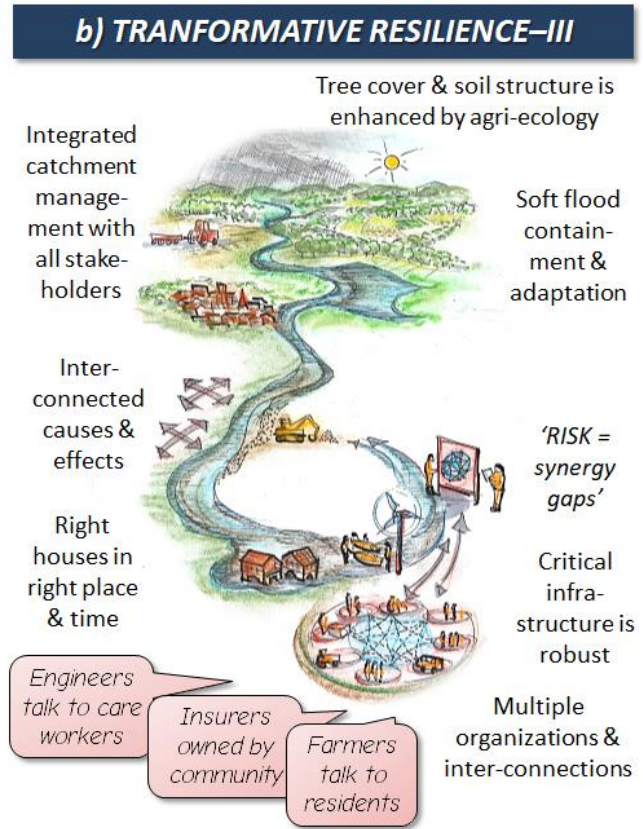 b) TRANFORMATIVE RESILIENCE–III
Tree cover & soil structure is
enhanced by agri-ecology
Integrated
catchment
manage-
ment with
all stake-
holders
Soft flood
contain-
ment &
adaptation
Inter-
connected
causes &
effects
‘RISK =
synergy
gaps’
Right
houses in
right place
& time
Critical
infra-
structure is
robust
Engineers
talk to care
workers
Insurers
owned by
community
Farmers
talk to
residents
Multiple
organizations &
inter-connections